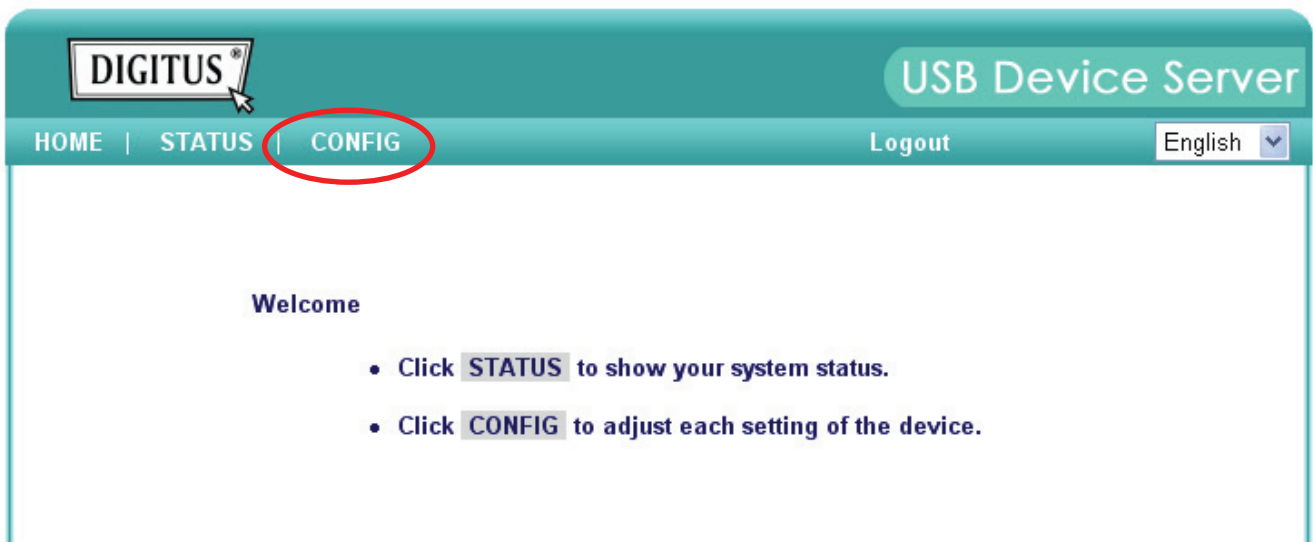 DIGITUS®
USB Device Server
HOME | STATUS | CONFIG Logout English
Welcome
• Click STATUS to show your system status.
• Click CONFIG to adjust each setting of the device.